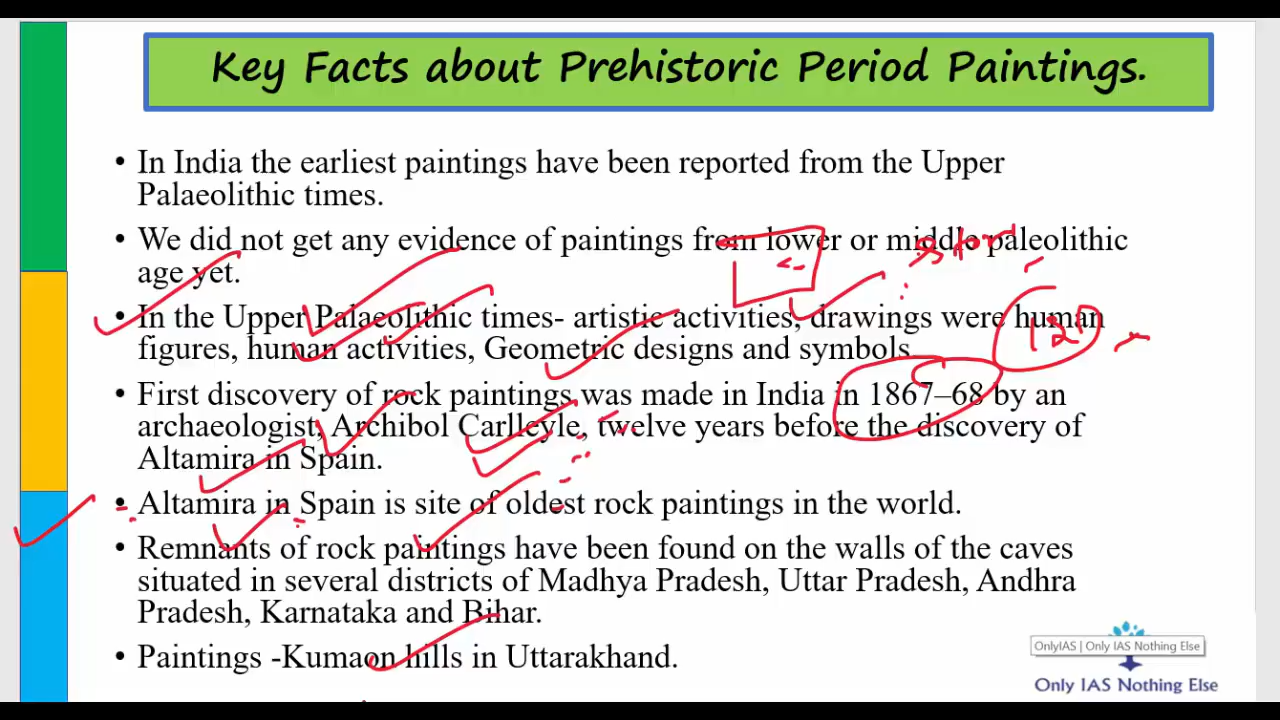 Key Facts about Prehistoric Period Paintings.
• In India the earliest paintings have been reported from the Upper
Palaeolithic times.
• We did not get any evidence of paintings from lower or middle paleolithic
age yet.
• In the Upper Palaeolithic times- artistic activities, drawings were human
figures, human activities, Geometric designs and symbols.
• First discovery of rock paintings was made in India in 1867–68 by an
archaeologist, Archibol Carlleyle, twelve years before the discovery of
Altamira in Spain.
• Altamira in Spain is site of oldest rock paintings in the world.
• Remnants of rock paintings have been found on the walls of the caves
situated in several districts of Madhya Pradesh, Uttar Pradesh, Andhra
Pradesh, Karnataka and Bihar.
• Paintings -Kumaon hills in Uttarakhand.
OnlyIAS | Only IAS Nothing Else
Only IAS Nothing Else